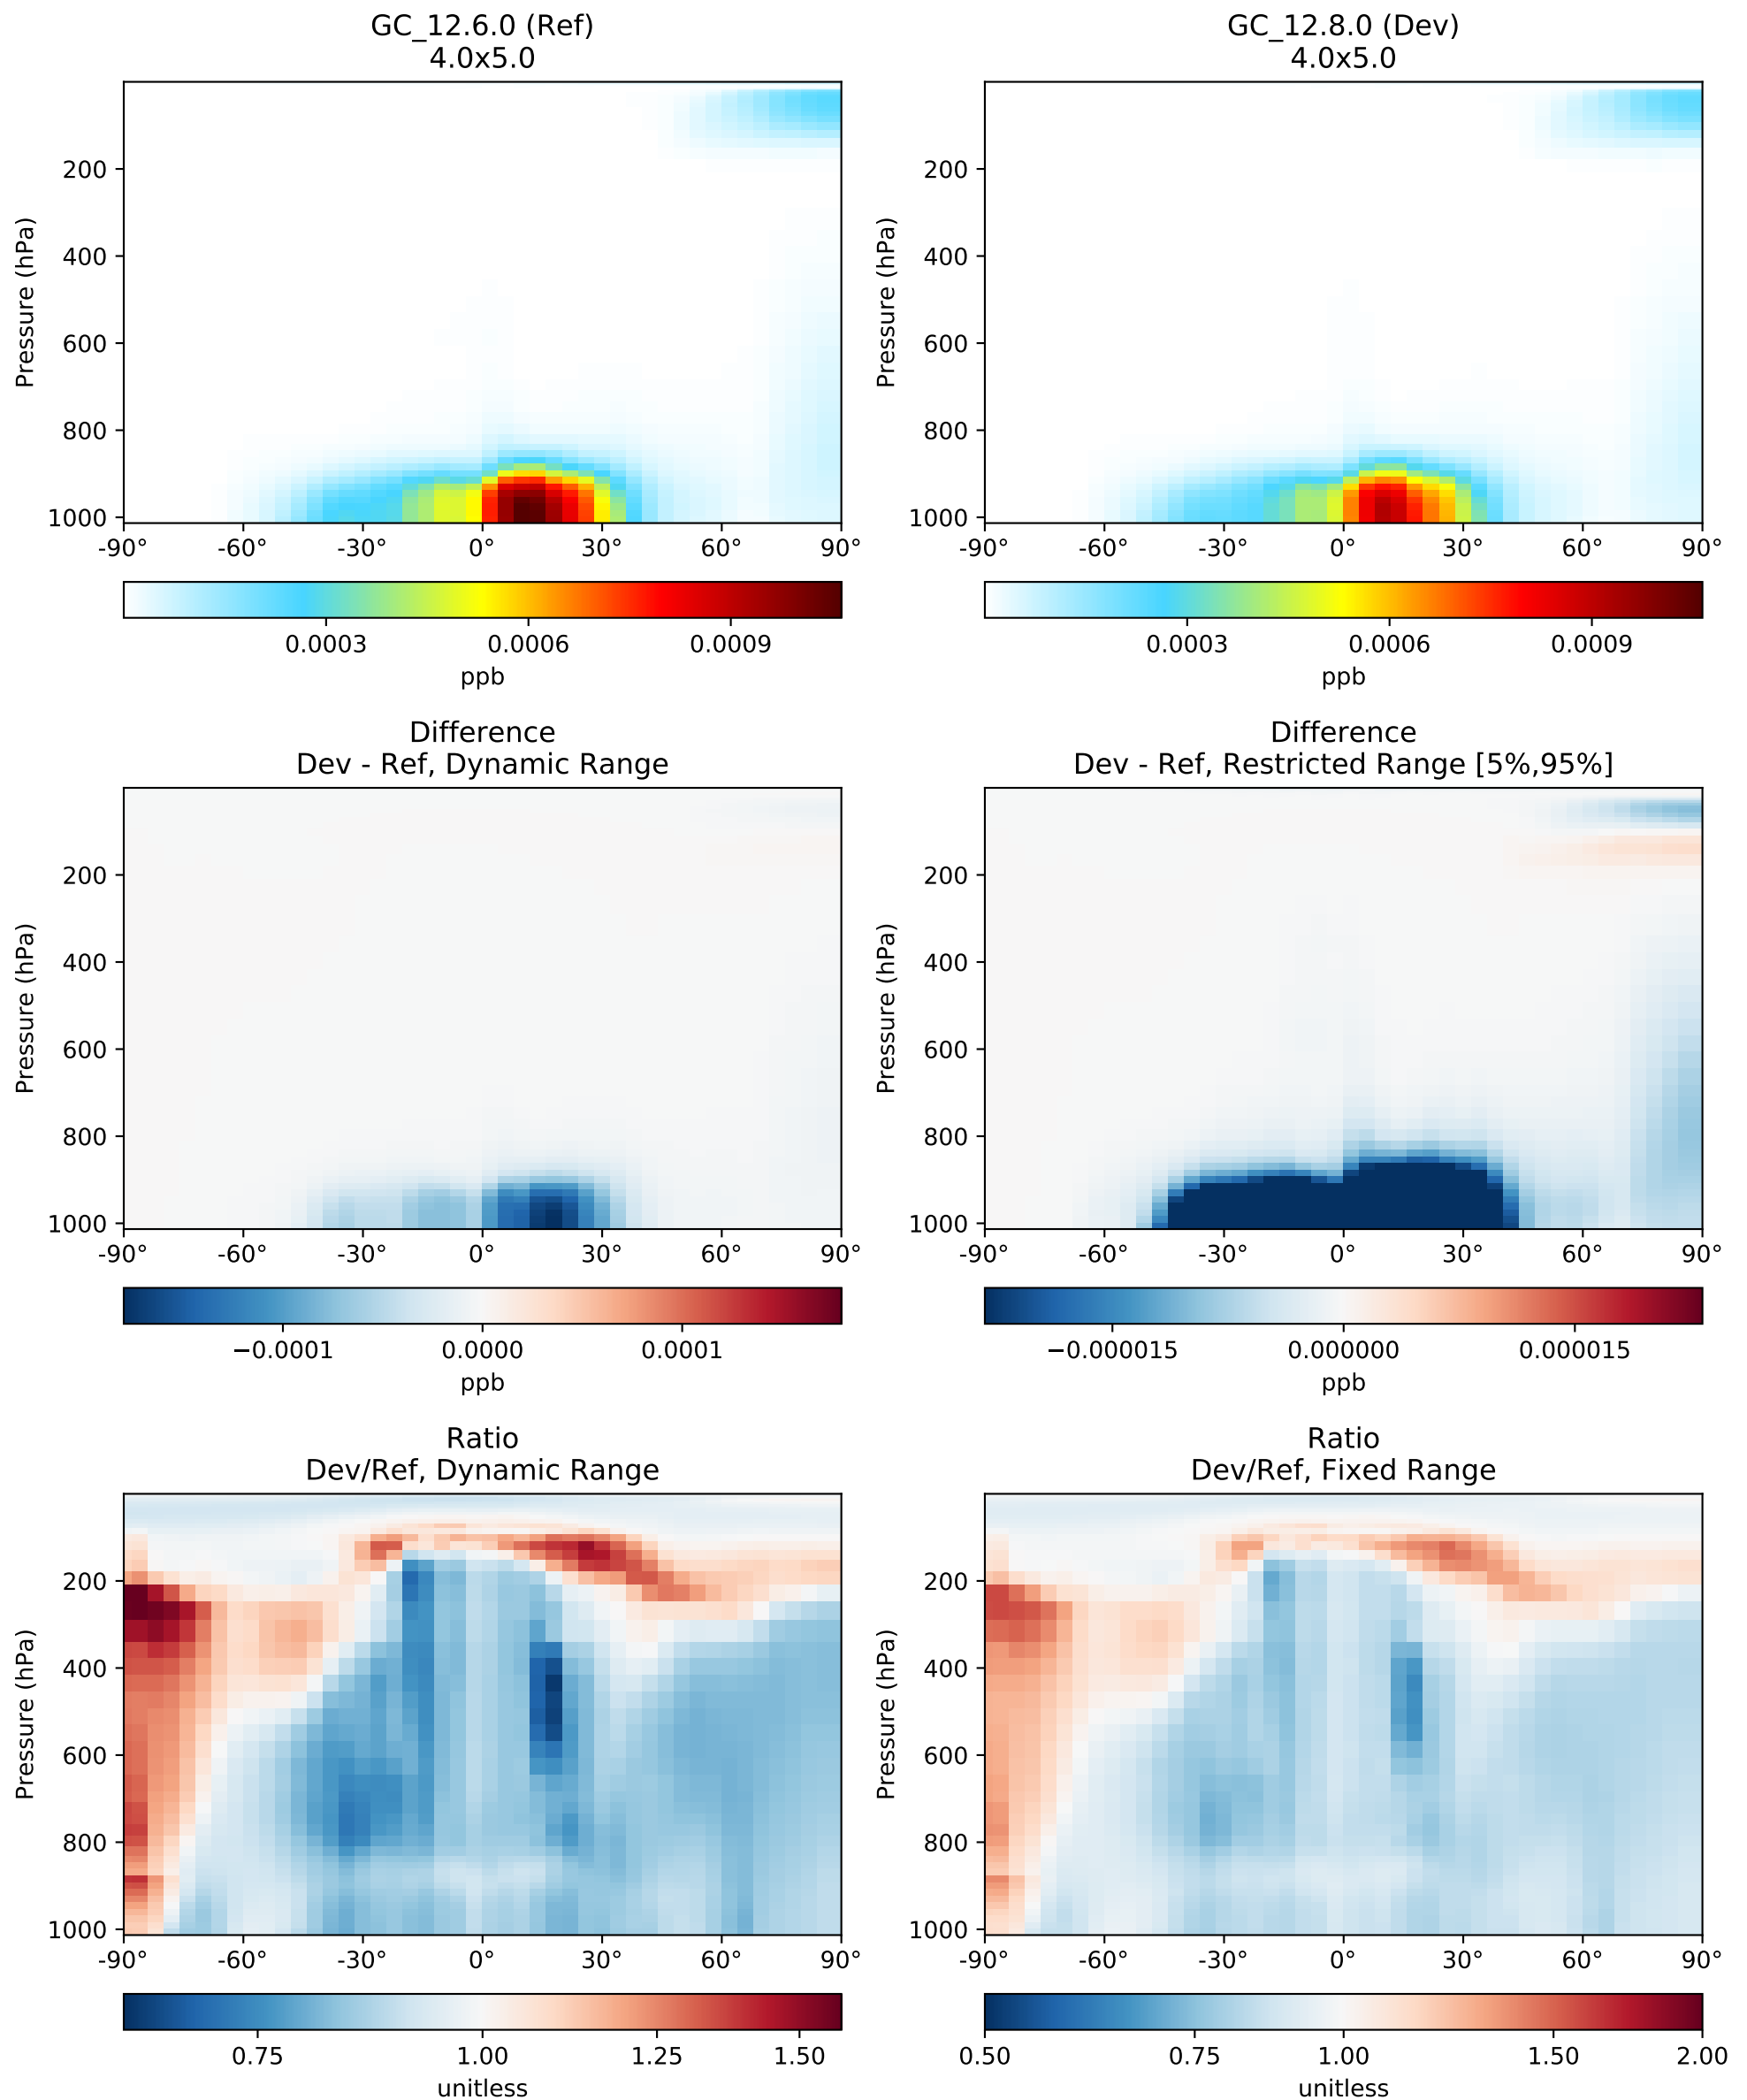 GC_12.6.0 (Ref)
4.0x5.0
Pressure (hPa)
200
400
600
800
1000
-90° -60° -30° 0° 30° 60° 90°
0.0003 0.0006 0.0009
ppb
GC_12.8.0 (Dev)
4.0x5.0
Pressure (hPa)
200
400
600
800
1000
-90° -60° -30° 0° 30° 60° 90°
0.0003 0.0006 0.0009
ppb
Difference
Dev - Ref, Dynamic Range
Pressure (hPa)
200
400
600
800
1000
-90° -60° -30° 0° 30° 60° 90°
−0.0001 0.0000 0.0001
ppb
Difference
Dev - Ref, Restricted Range [5%,95%]
Pressure (hPa)
200
400
600
800
1000
-90° -60° -30° 0° 30° 60° 90°
−0.000015 0.000000 0.000015
ppb
Ratio
Dev/Ref, Dynamic Range
Pressure (hPa)
200
400
600
800
1000
-90° -60° -30° 0° 30° 60° 90°
0.75 1.00 1.25 1.50
unitless
Ratio
Dev/Ref, Fixed Range
Pressure (hPa)
200
400
600
800
1000
-90° -60° -30° 0° 30° 60° 90°
0.50 0.75 1.00 1.50 2.00
unitless